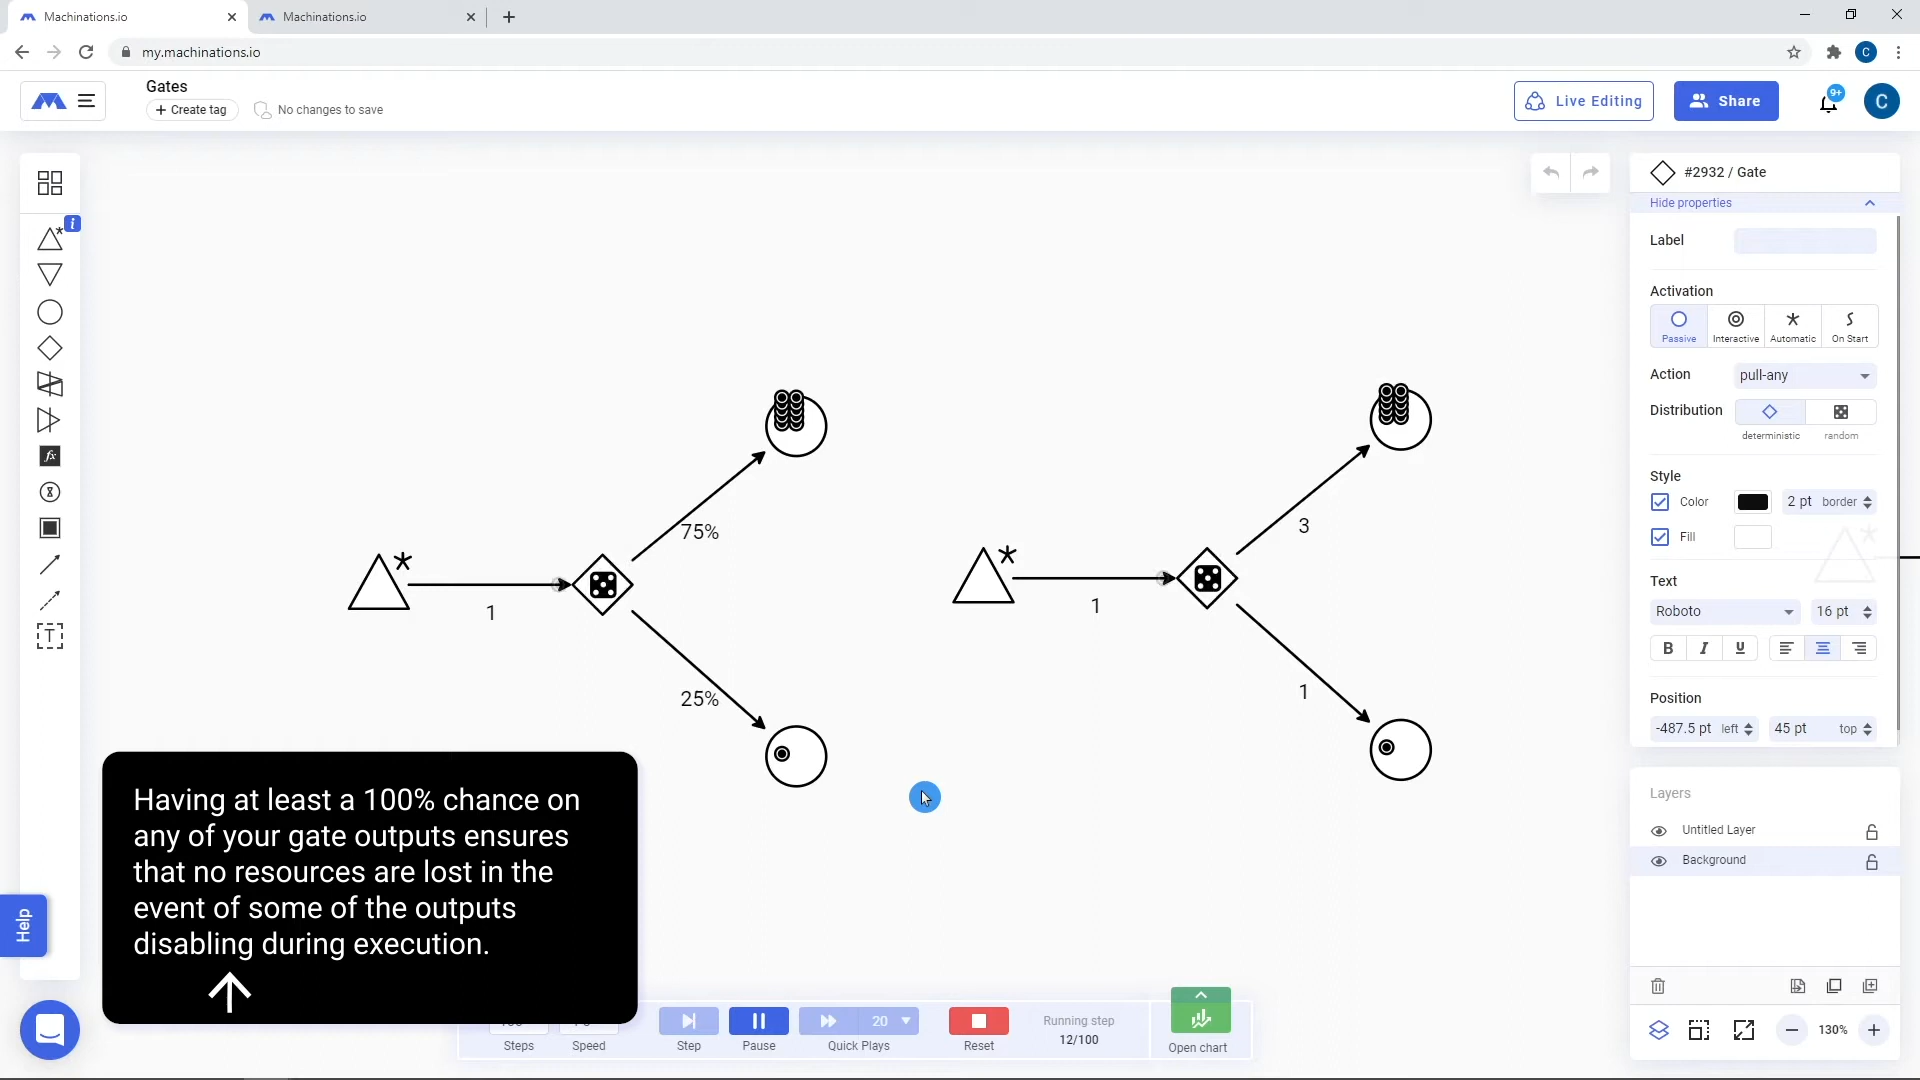 Machinations.io
Machinations.io
my.machinations.io
C
Gates
+ Create tag
No changes to save
Live Editing
Share
9+
C
i
#2932 / Gate
Hide properties
Label
Activation
Passive
Interactive
Automatic
On Start
Action
pull-any
Distribution
deterministic
random
Style
Color
2 pt
border
Fill
Text
Roboto
16 pt
B
I
U
Position
-487.5 pt
left
45 pt
top
Layers
Untitled Layer
Background
130%
fx
T
Help
75%
1
25%
3
1
1
Having at least a 100% chance on
any of your gate outputs ensures
that no resources are lost in the
event of some of the outputs
disabling during execution.
Steps
Speed
Step
Pause
20
Quick Plays
Reset
Running step
12/100
Open chart